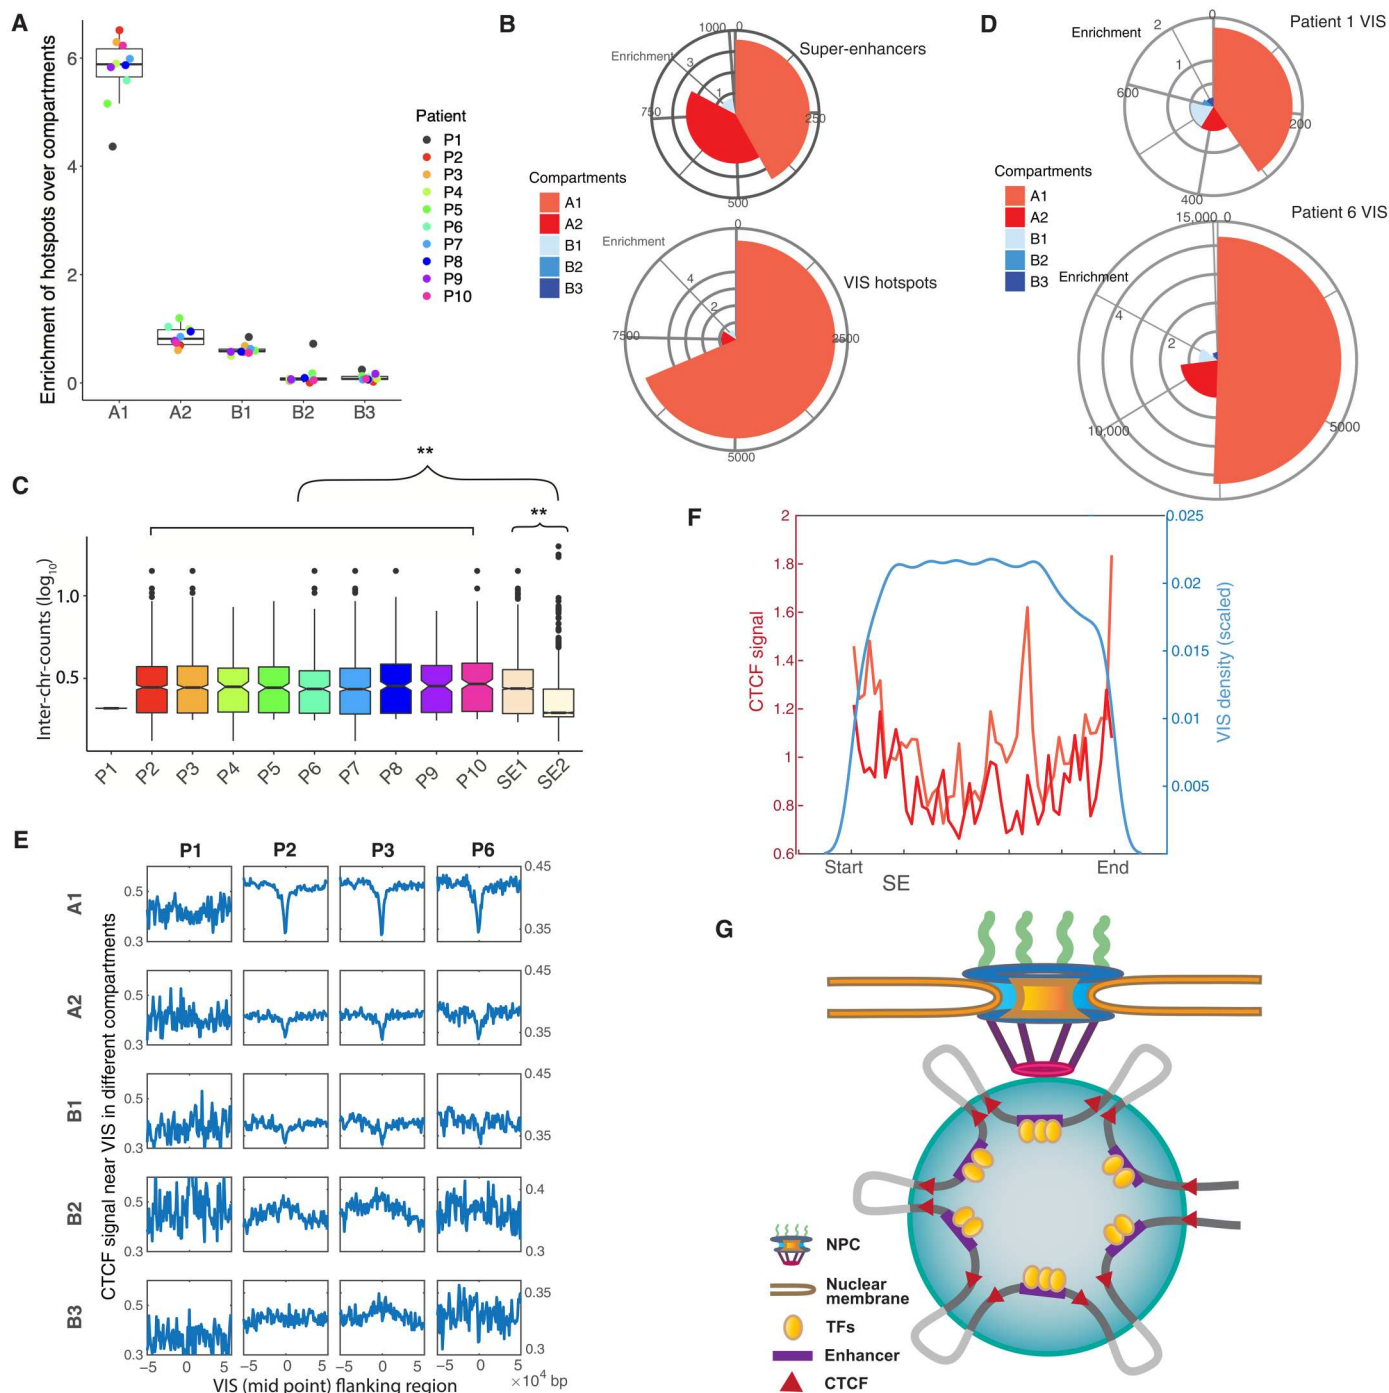 A
Enrichment of hotspots over compartments
6
4
2
0
A1 A2 B1 B2 B3
Patient
P1
P2
P3
P4
P5
P6
P7
P8
P9
P10
B
1000 0
Enrichment
3
1
750
250
500
Super-enhancers
Compartments
A1
A2
B1
B2
B3
0
Enrichment
4
2
7500
2500
5000
VIS hotspots
D
0
2
Enrichment
1
600
200
400
Patient 1 VIS
Compartments
A1
A2
B1
B2
B3
15,000 0
Patient 6 VIS
Enrichment
4
2
10,000
5000
C
**
**
Inter-chr-counts (log10)
1.0
0.5
P1 P2 P3 P4 P5 P6 P7 P8 P9 P10 SE1 SE2
F
CTCF signal
2
1.8
1.6
1.4
1.2
1
0.8
0.6
0.025
0.02
0.015
0.01
0.005
VIS density (scaled)
Start End
SE
E
P1 P2 P3 P6
CTCF signal near VIS in different compartments
A1
0.5
0.3
0.45
0.35
A2
0.5
0.3
0.45
0.35
B1
0.5
0.3
0.45
0.35
B2
0.5
0.3
0.4
0.3
B3
0.5
0.3
0.35
0.3
−5 0 5 −5 0 5 −5 0 5 −5 0 5
×10⁴ bp
VIS (mid point) flanking region
G
NPC
Nuclear
membrane
TFs
Enhancer
CTCF